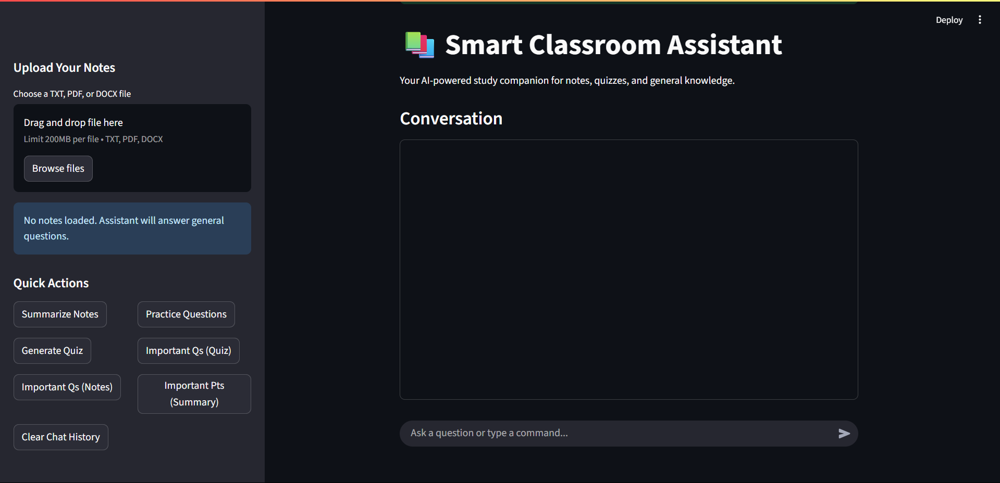 Deploy
Upload Your Notes
Choose a TXT, PDF, or DOCX file
Drag and drop file here
Limit 200MB per file • TXT, PDF, DOCX
Browse files
No notes loaded. Assistant will answer general
questions.
Quick Actions
Summarize Notes
Practice Questions
Generate Quiz
Important Qs (Quiz)
Important Qs (Notes)
Important Pts
(Summary)
Clear Chat History
Smart Classroom Assistant
Your AI-powered study companion for notes, quizzes, and general knowledge.
Conversation
Ask a question or type a command...